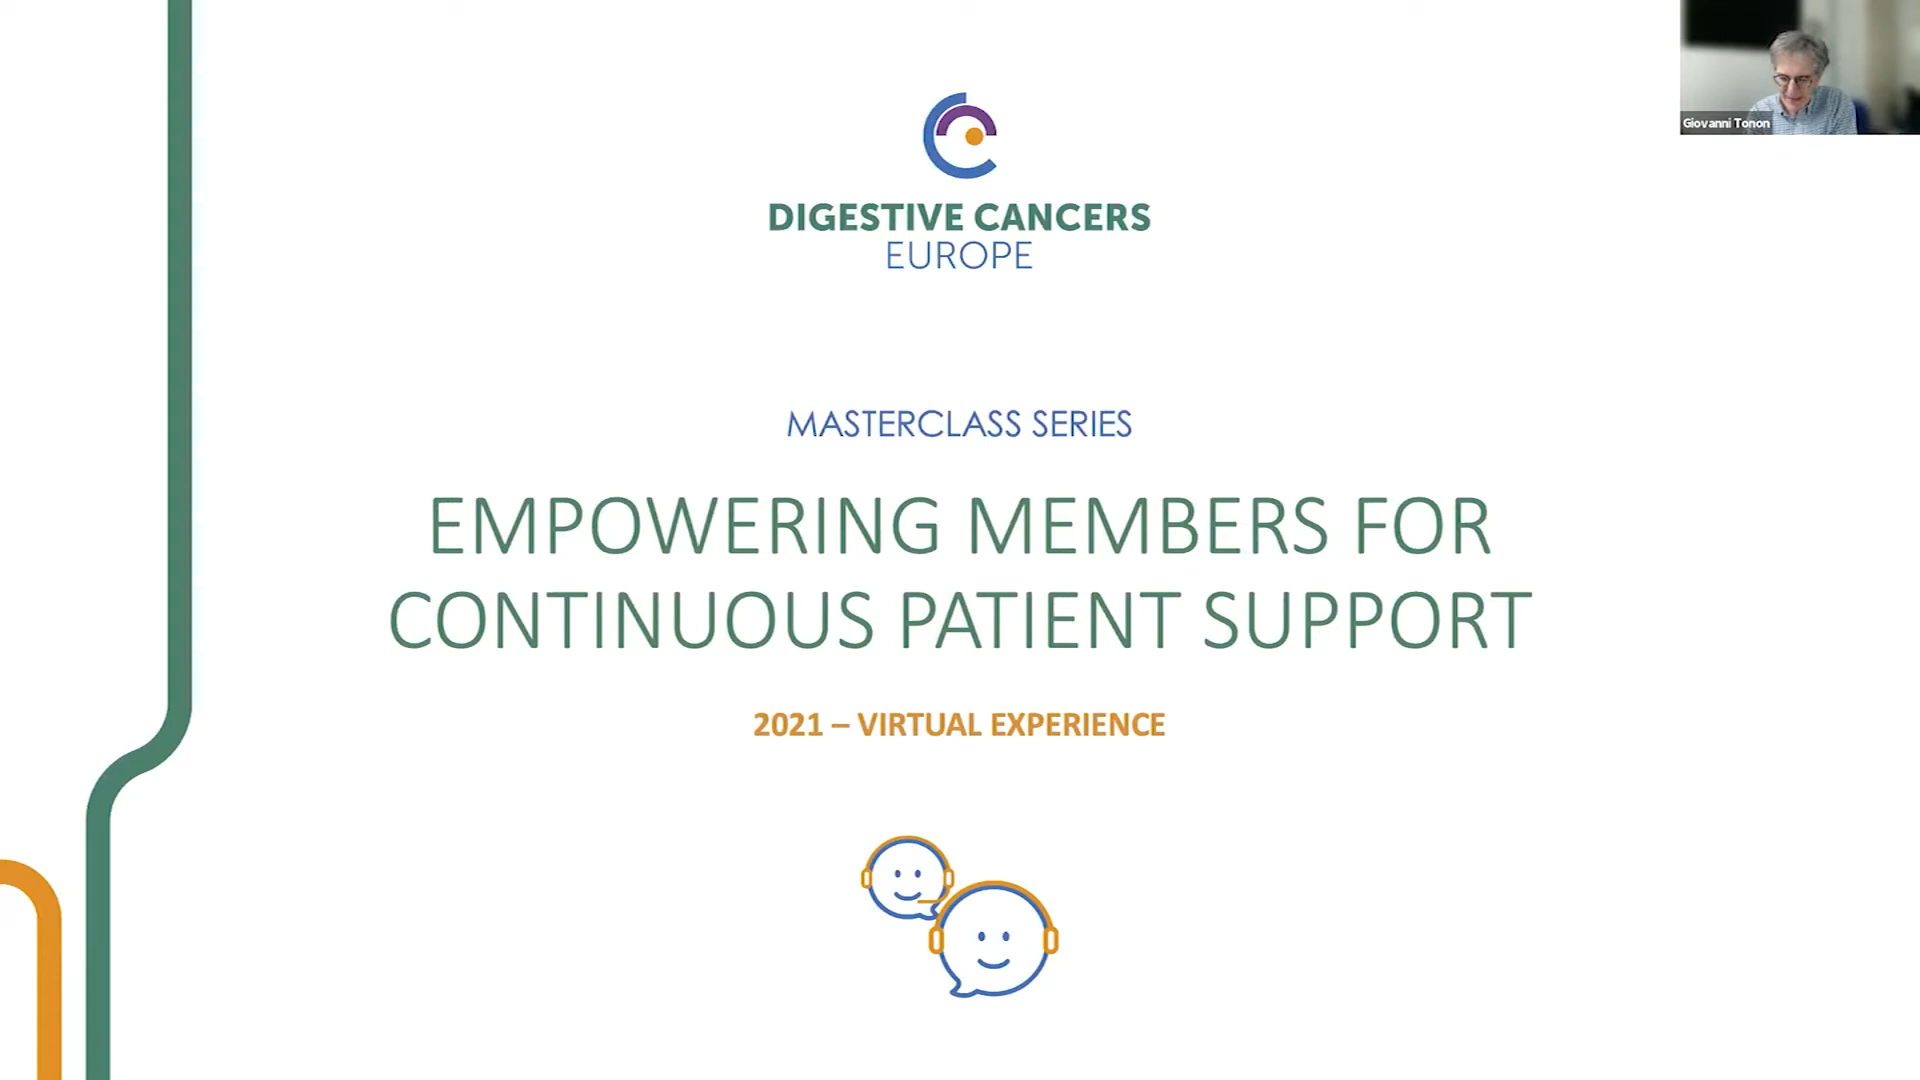 DIGESTIVE CANCERS
EUROPE
Giovanni Tonon
MASTERCLASS SERIES
EMPOWERING MEMBERS FOR
CONTINUOUS PATIENT SUPPORT
2021 – VIRTUAL EXPERIENCE